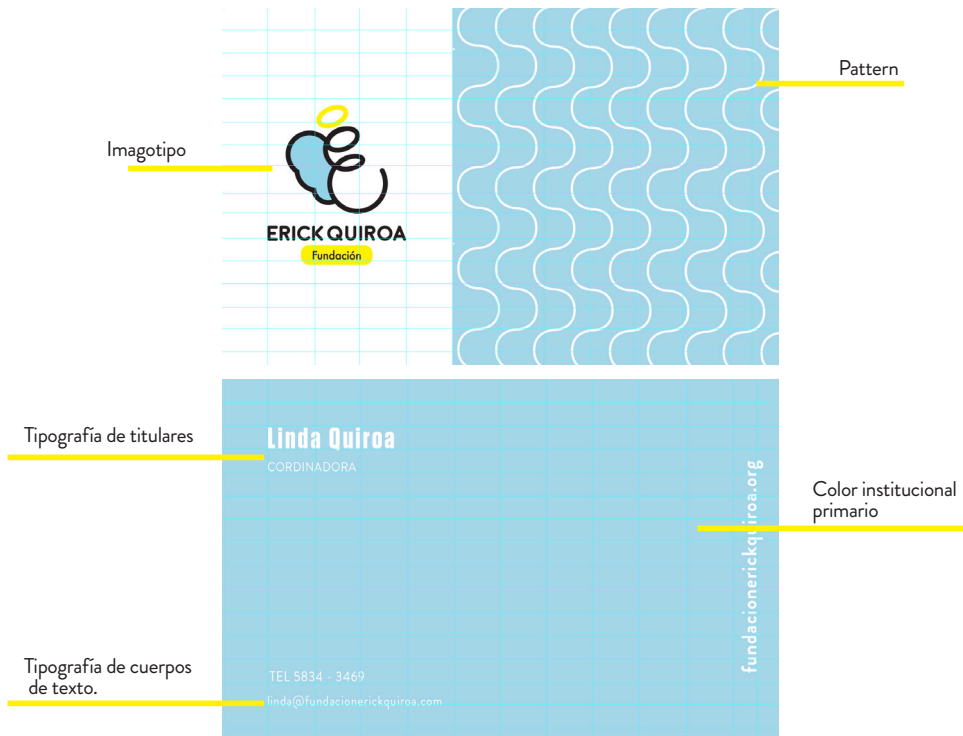 Pattern
Imagotipo
ERICK QUIROA
Fundación
Tipografía de titulares
Linda Quiroa
CORDINADORA
Color institucional
primario
fundacionerickquiroa.org
Tipografía de cuerpos
de texto.
TEL 5834 - 3469
linda@fundacionerickquiroa.com